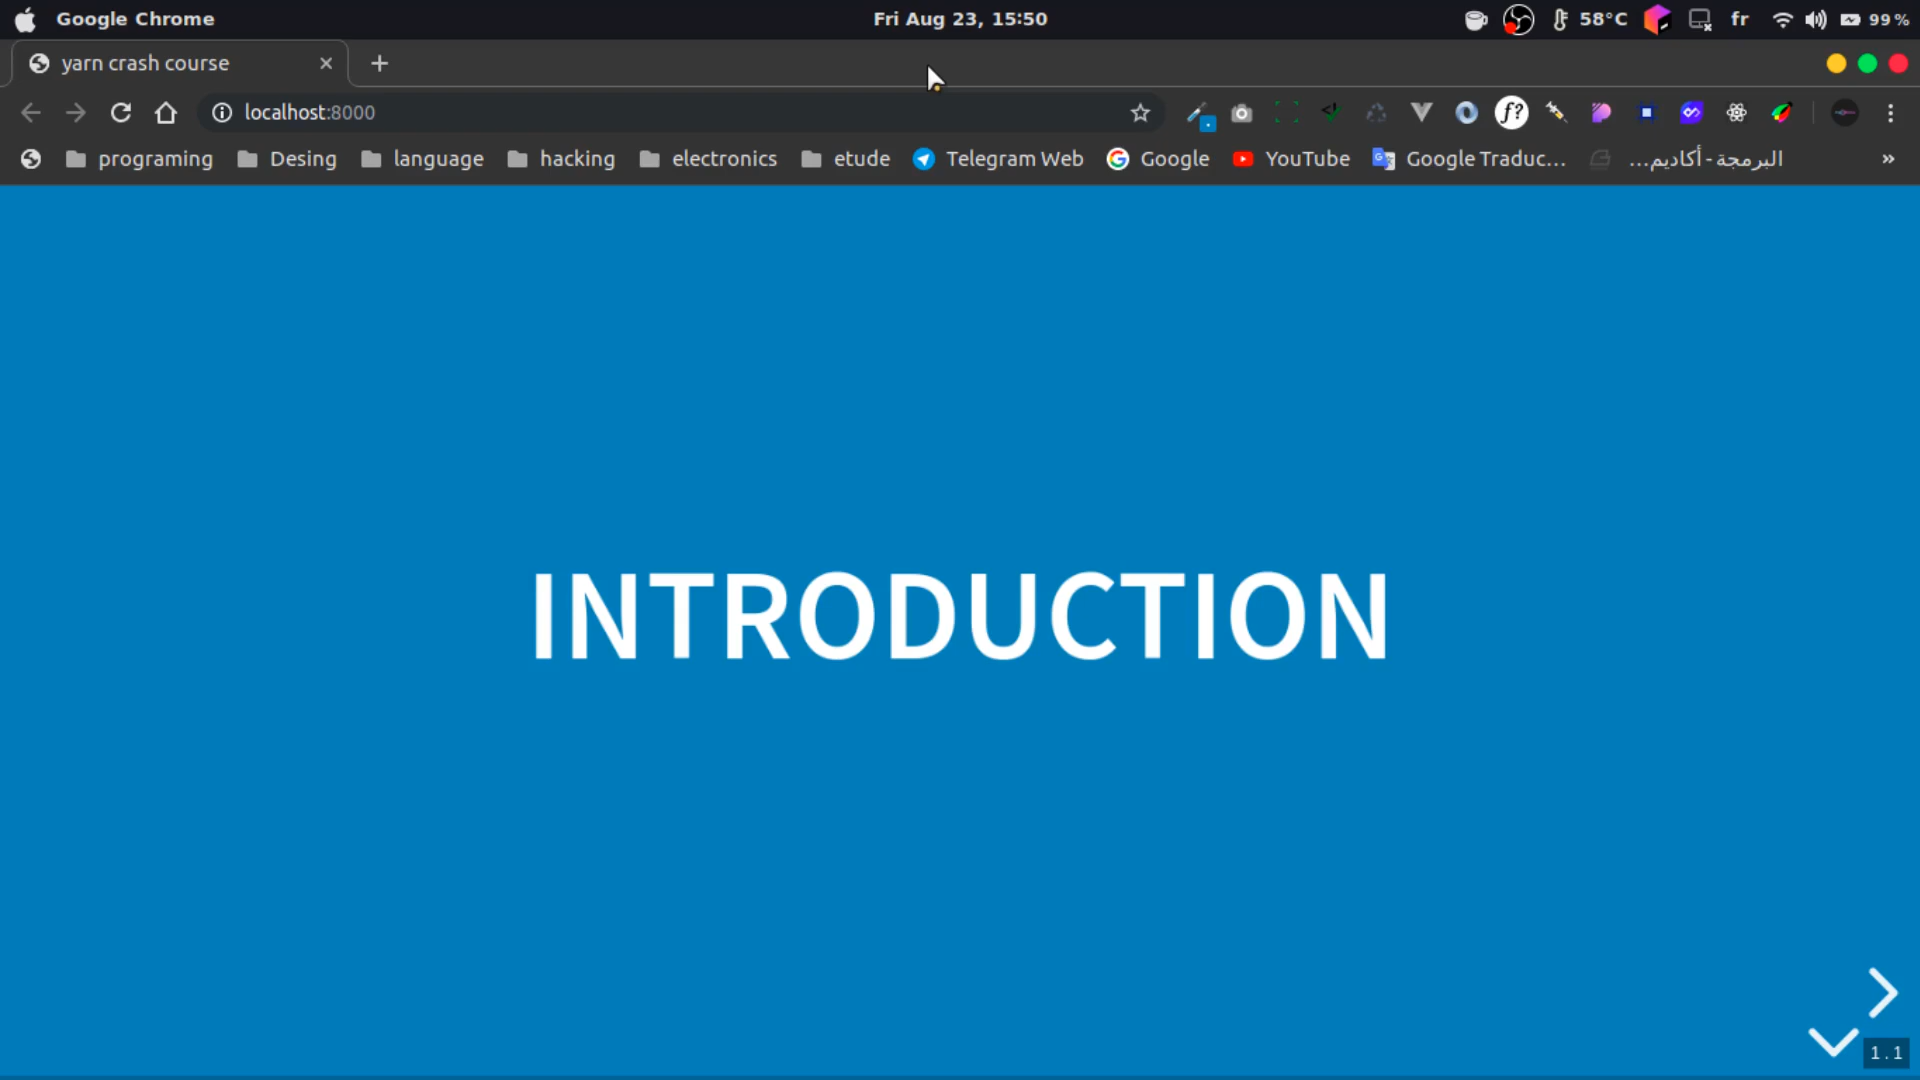 Google Chrome
Fri Aug 23, 15:50
58°C
fr
99%
yarn crash course
localhost:8000
f?
programing
Desing
language
hacking
electronics
etude
Telegram Web
Google
YouTube
Google Traduc...
البرمجة - أكاديم...
»
INTRODUCTION
1.1